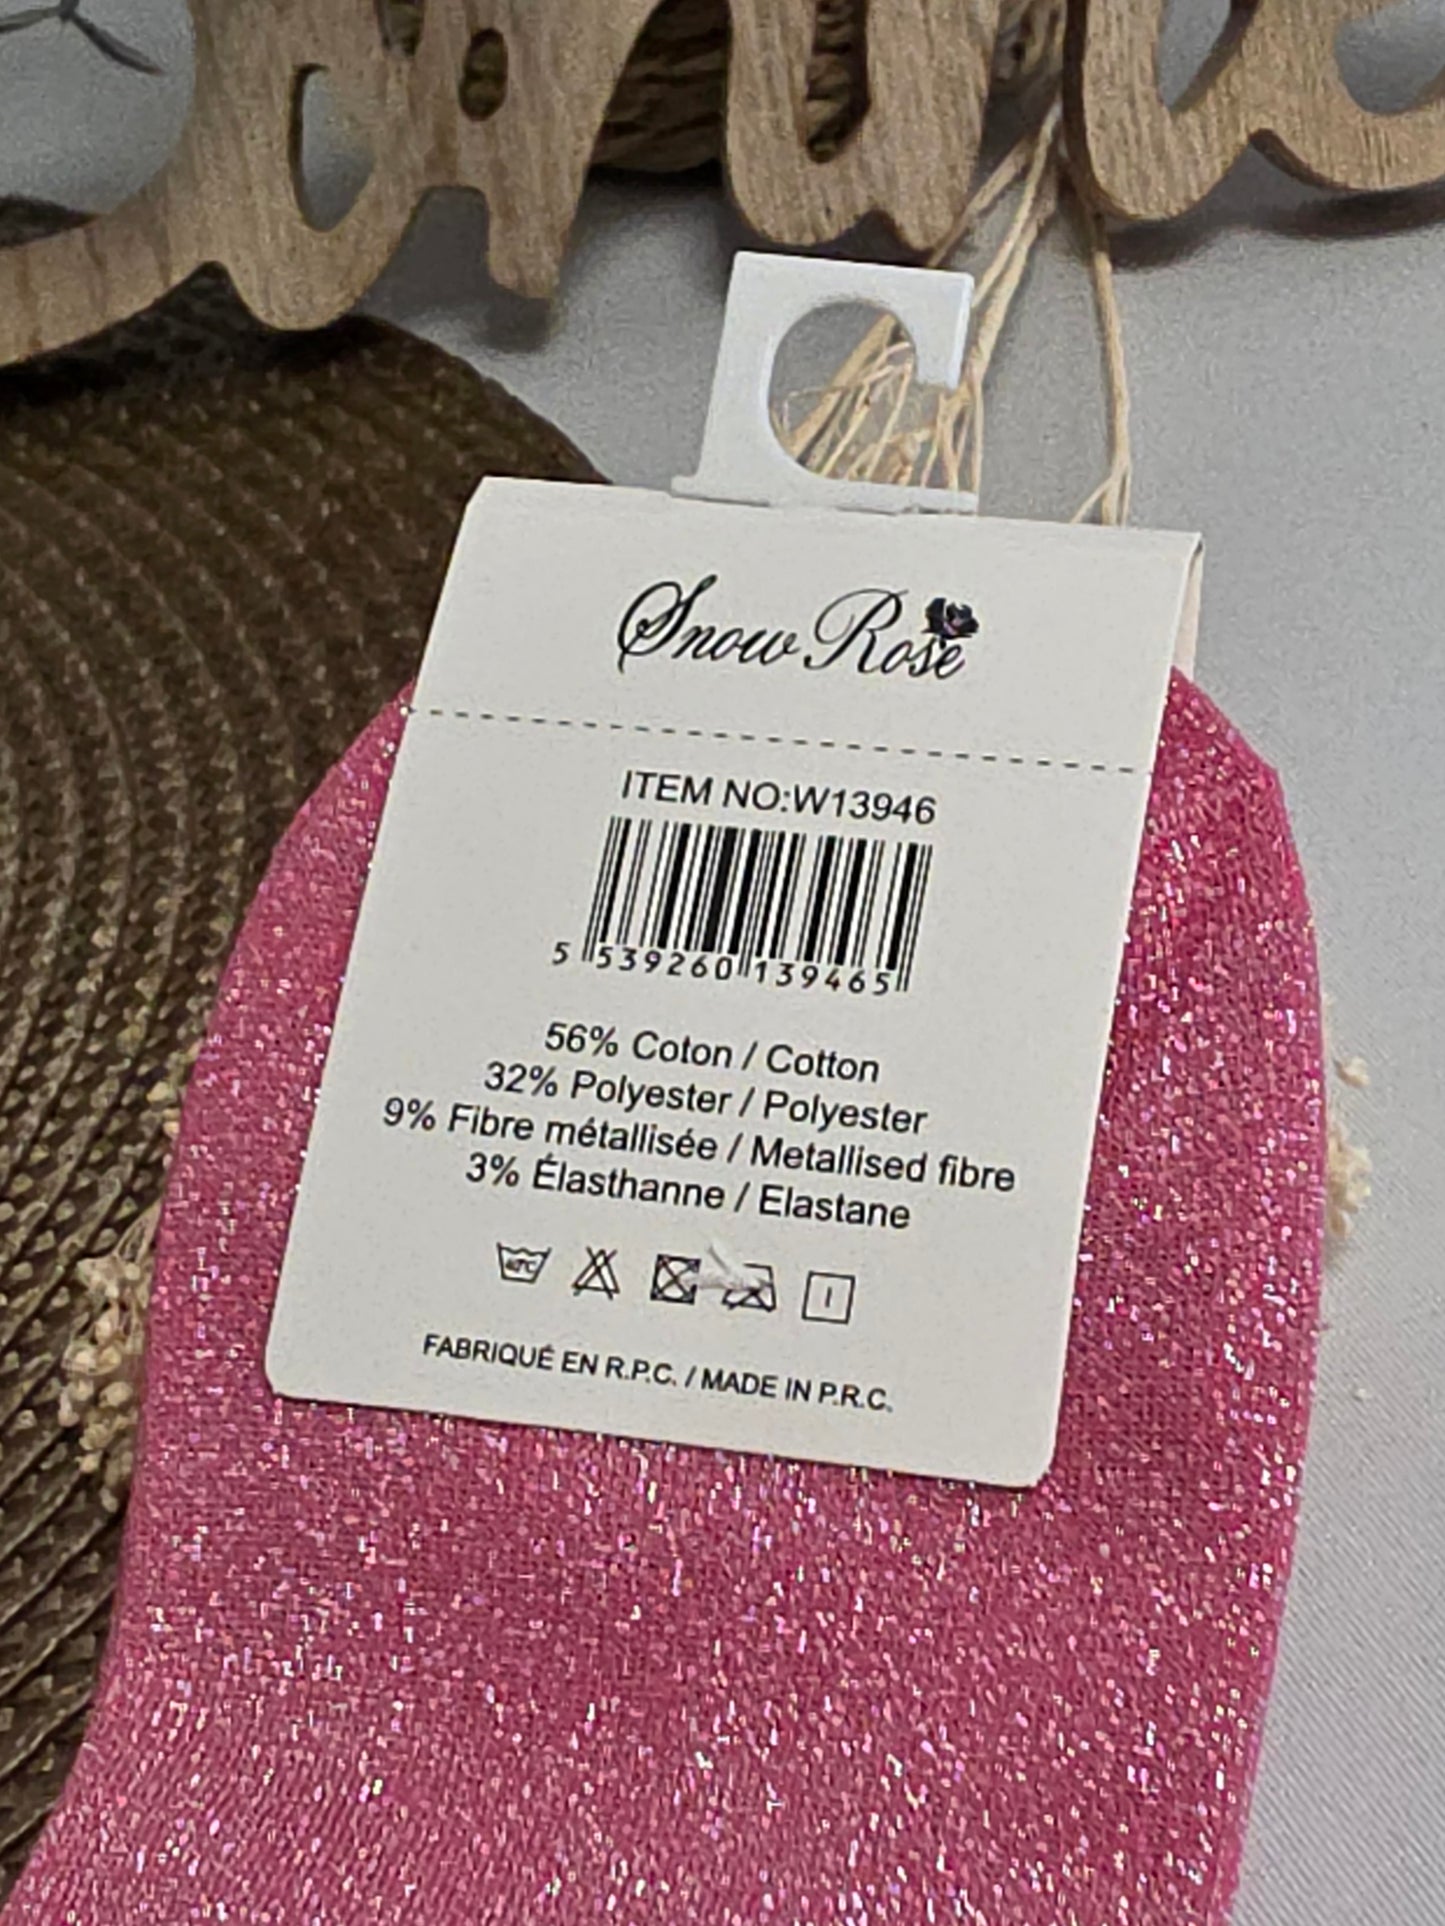 Snow Rose
ITEM NO:W13946
5 539260 139465
56% Coton / Cotton
32% Polyester / Polyester
9% Fibre métallisée / Metallised fibre
3% Élasthanne / Elastane
40°C
FABRIQUÉ EN R.P.C. / MADE IN P.R.C.